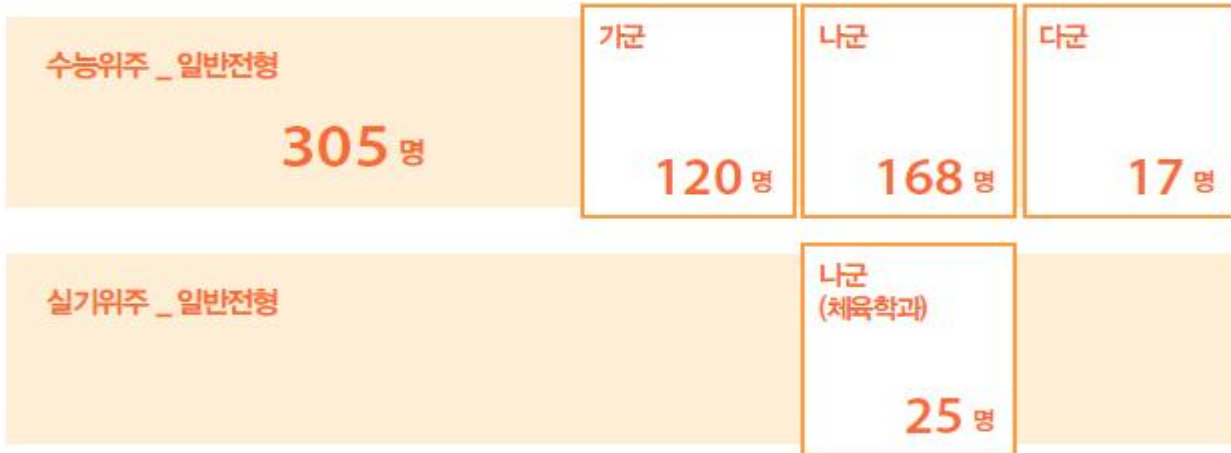 수능위주 _ 일반전형
305 명
가군
120 명
나군
168 명
다군
17 명
실기위주 _ 일반전형
나군
(체육학과)
25 명